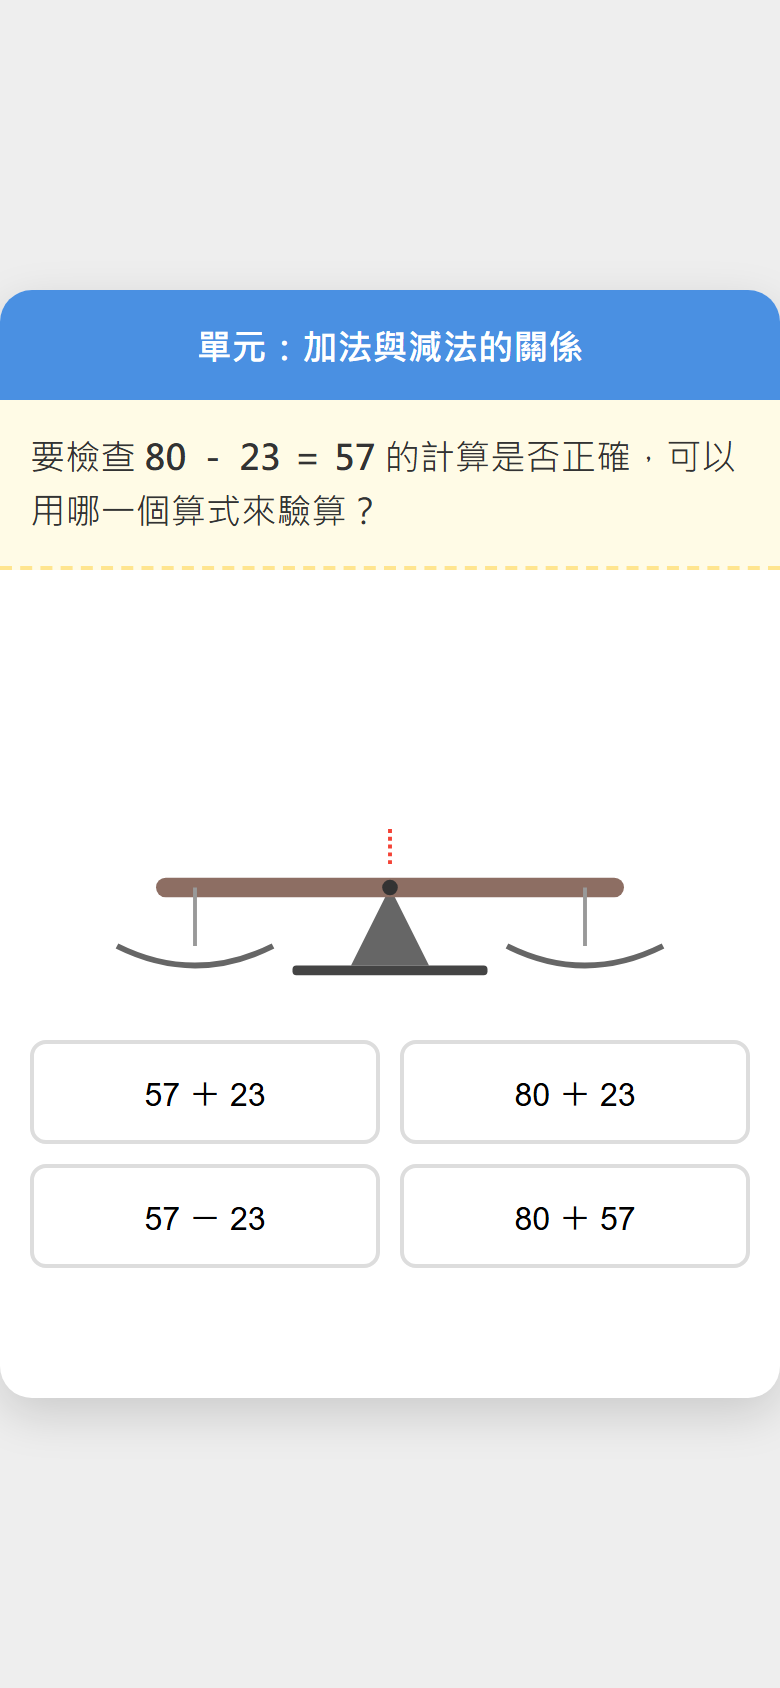 單元：加法與減法的關係
要檢查 80 - 23 = 57 的計算是否正確，可以
用哪一個算式來驗算？
57 ＋ 23
80 ＋ 23
57 － 23
80 ＋ 57